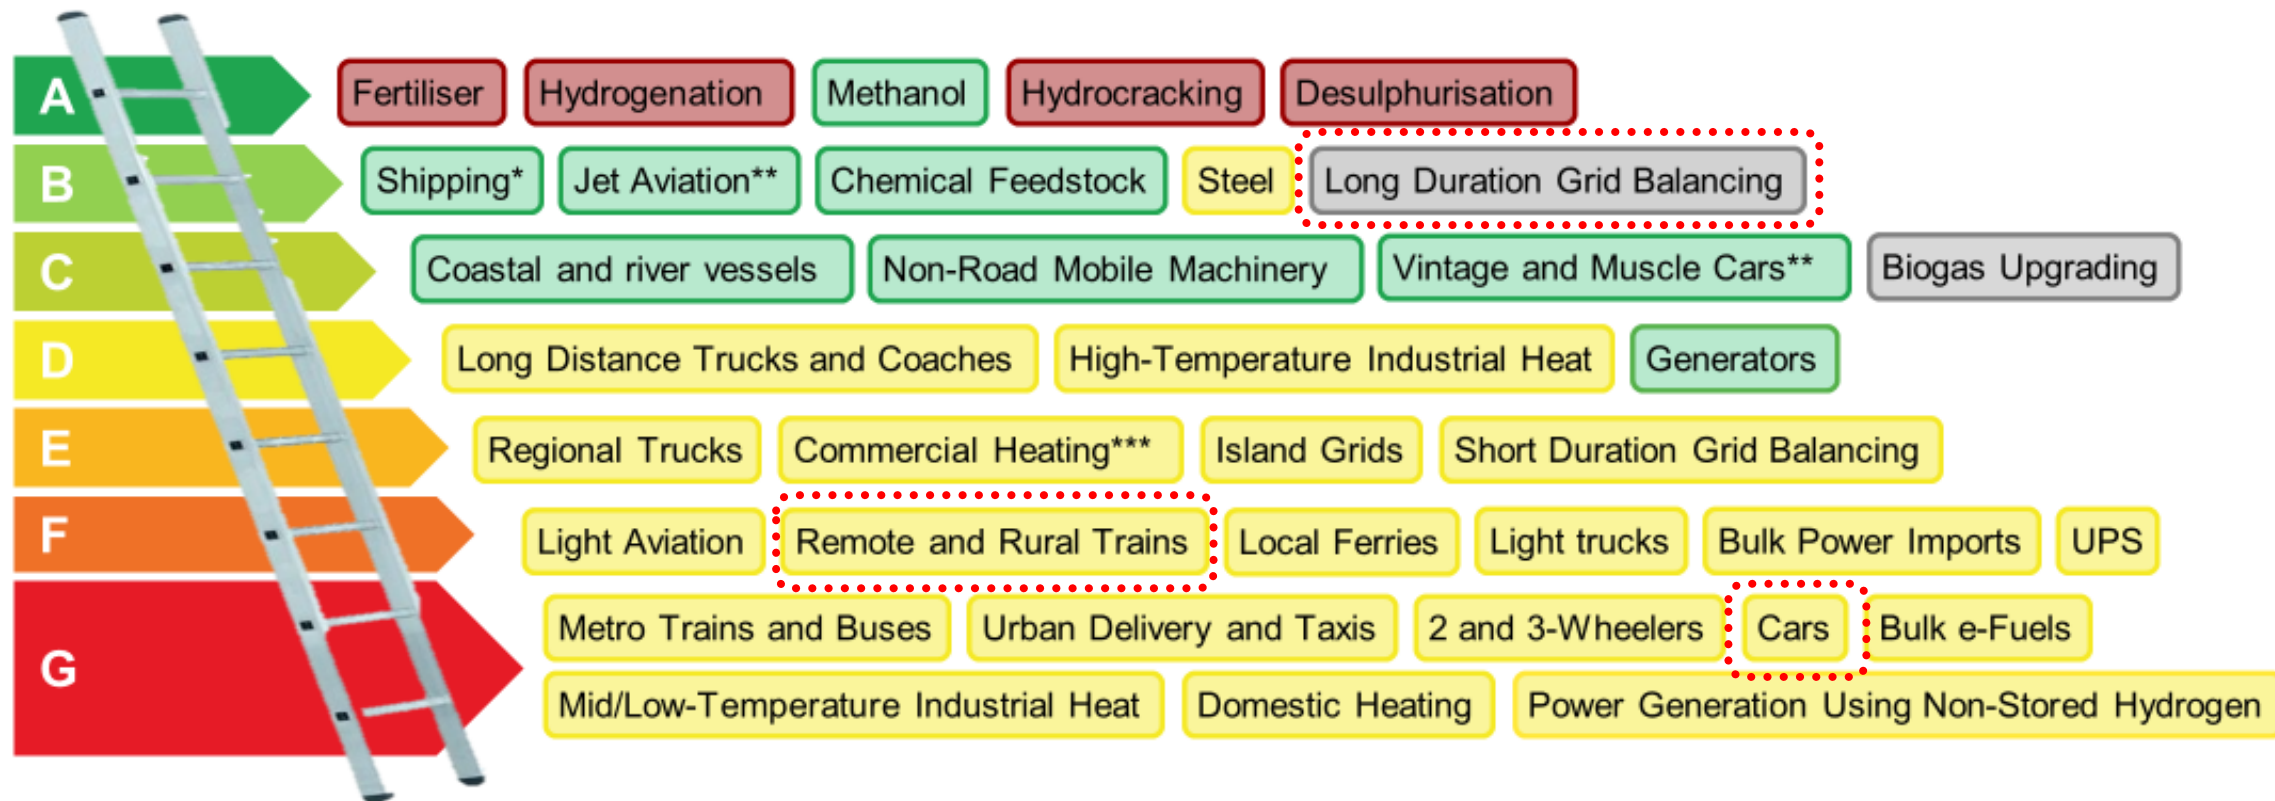 A Fertiliser Hydrogenation Methanol Hydrocracking Desulphurisation
B Shipping* Jet Aviation** Chemical Feedstock Steel Long Duration Grid Balancing
C Coastal and river vessels Non-Road Mobile Machinery Vintage and Muscle Cars** Biogas Upgrading
D Long Distance Trucks and Coaches High-Temperature Industrial Heat Generators
E Regional Trucks Commercial Heating*** Island Grids Short Duration Grid Balancing
F Light Aviation Remote and Rural Trains Local Ferries Light trucks Bulk Power Imports UPS
G Metro Trains and Buses Urban Delivery and Taxis 2 and 3-Wheelers Cars Bulk e-Fuels
Mid/Low-Temperature Industrial Heat Domestic Heating Power Generation Using Non-Stored Hydrogen